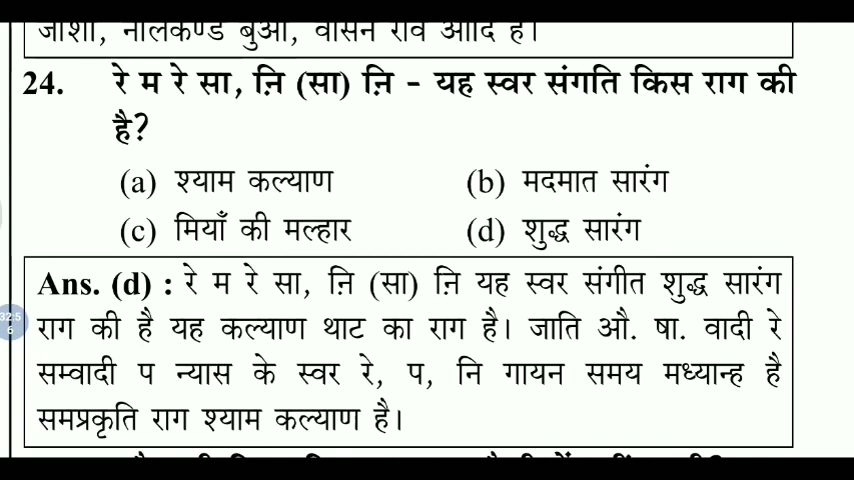 जोशी, नीलकण्ठ बुआ, वासन राव आदि हैं।
24. रे म रे सा, ऩि (सा) ऩि - यह स्वर संगति किस राग की
है?
(a) श्याम कल्याण (b) मदमात सारंग
(c) मियाँ की मल्हार (d) शुद्ध सारंग
Ans. (d) : रे म रे सा, ऩि (सा) ऩि यह स्वर संगीत शुद्ध सारंग
राग की है यह कल्याण थाट का राग है। जाति औ. षा. वादी रे
सम्वादी प न्यास के स्वर रे, प, नि गायन समय मध्यान्ह है
समप्रकृति राग श्याम कल्याण है।